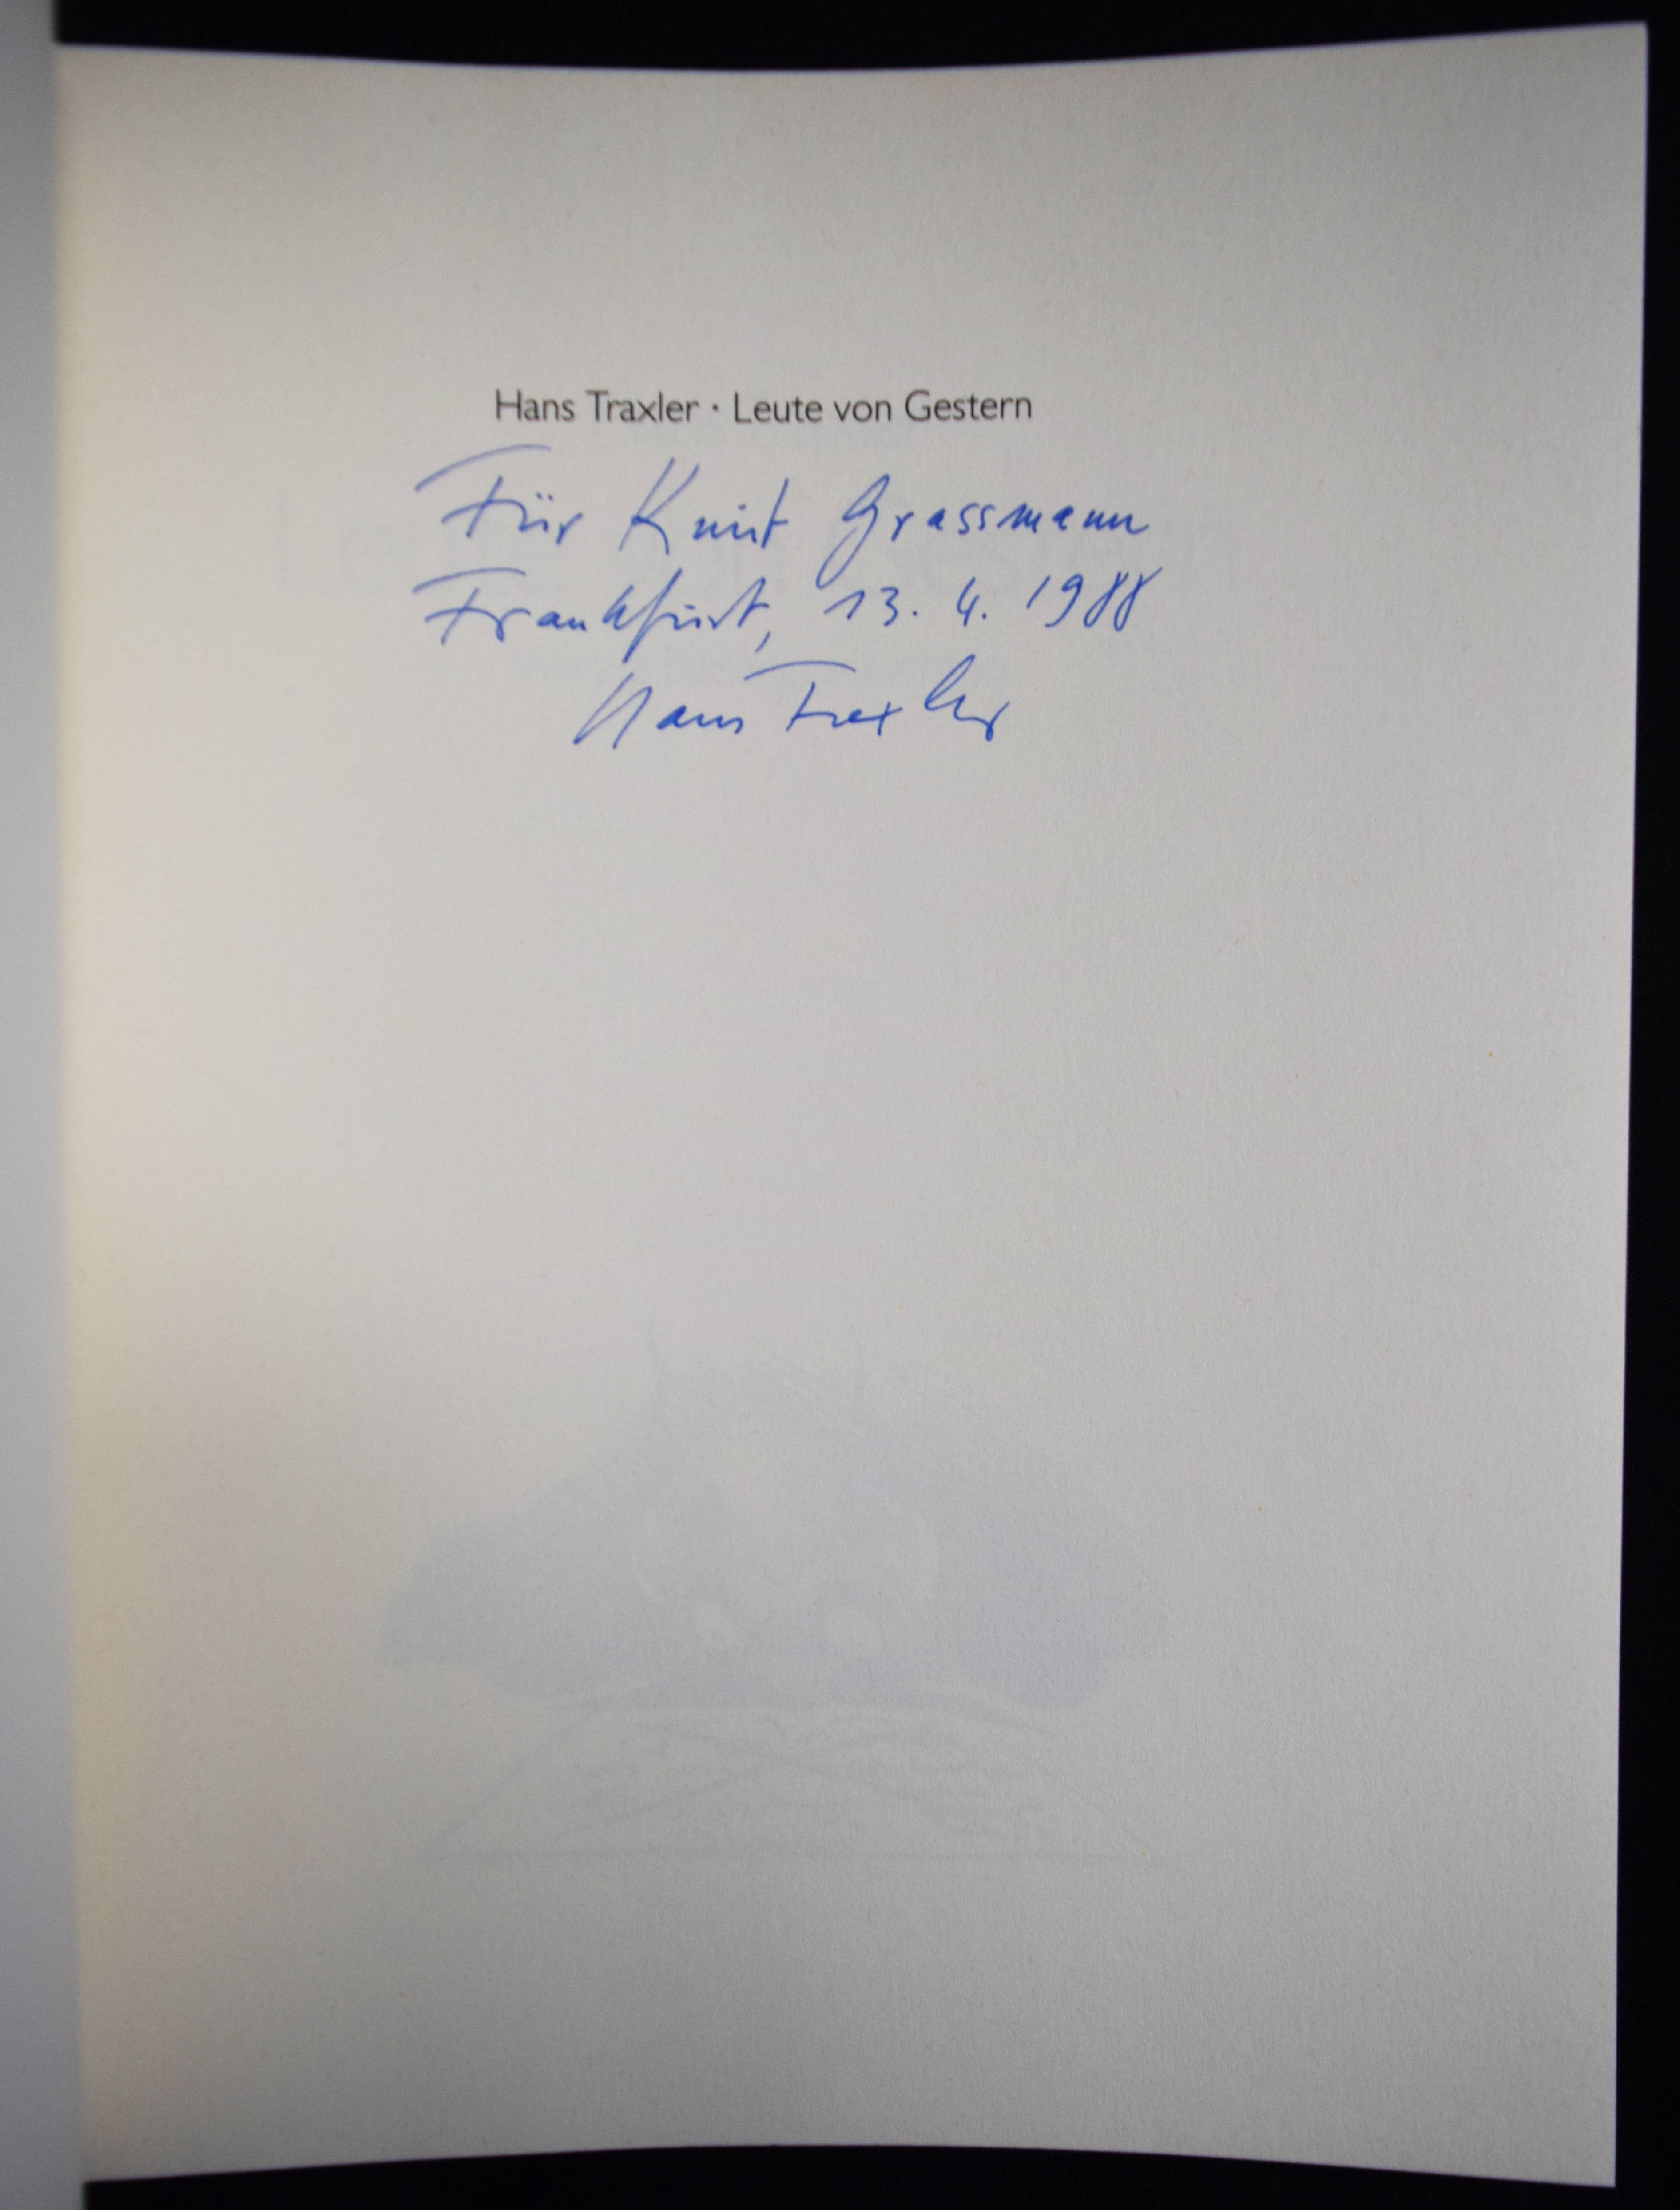 Hans Traxler · Leute von Gestern
Für Knut Grassmann
Frankfurt, 13. 4. 1988
Hans Traxler